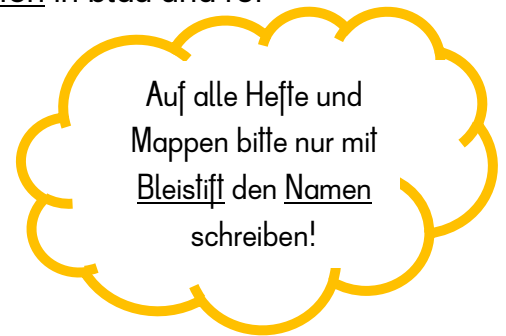 in blau und rot
Auf alle Hefte und
Mappen bitte nur mit
Bleistift den Namen
schreiben!